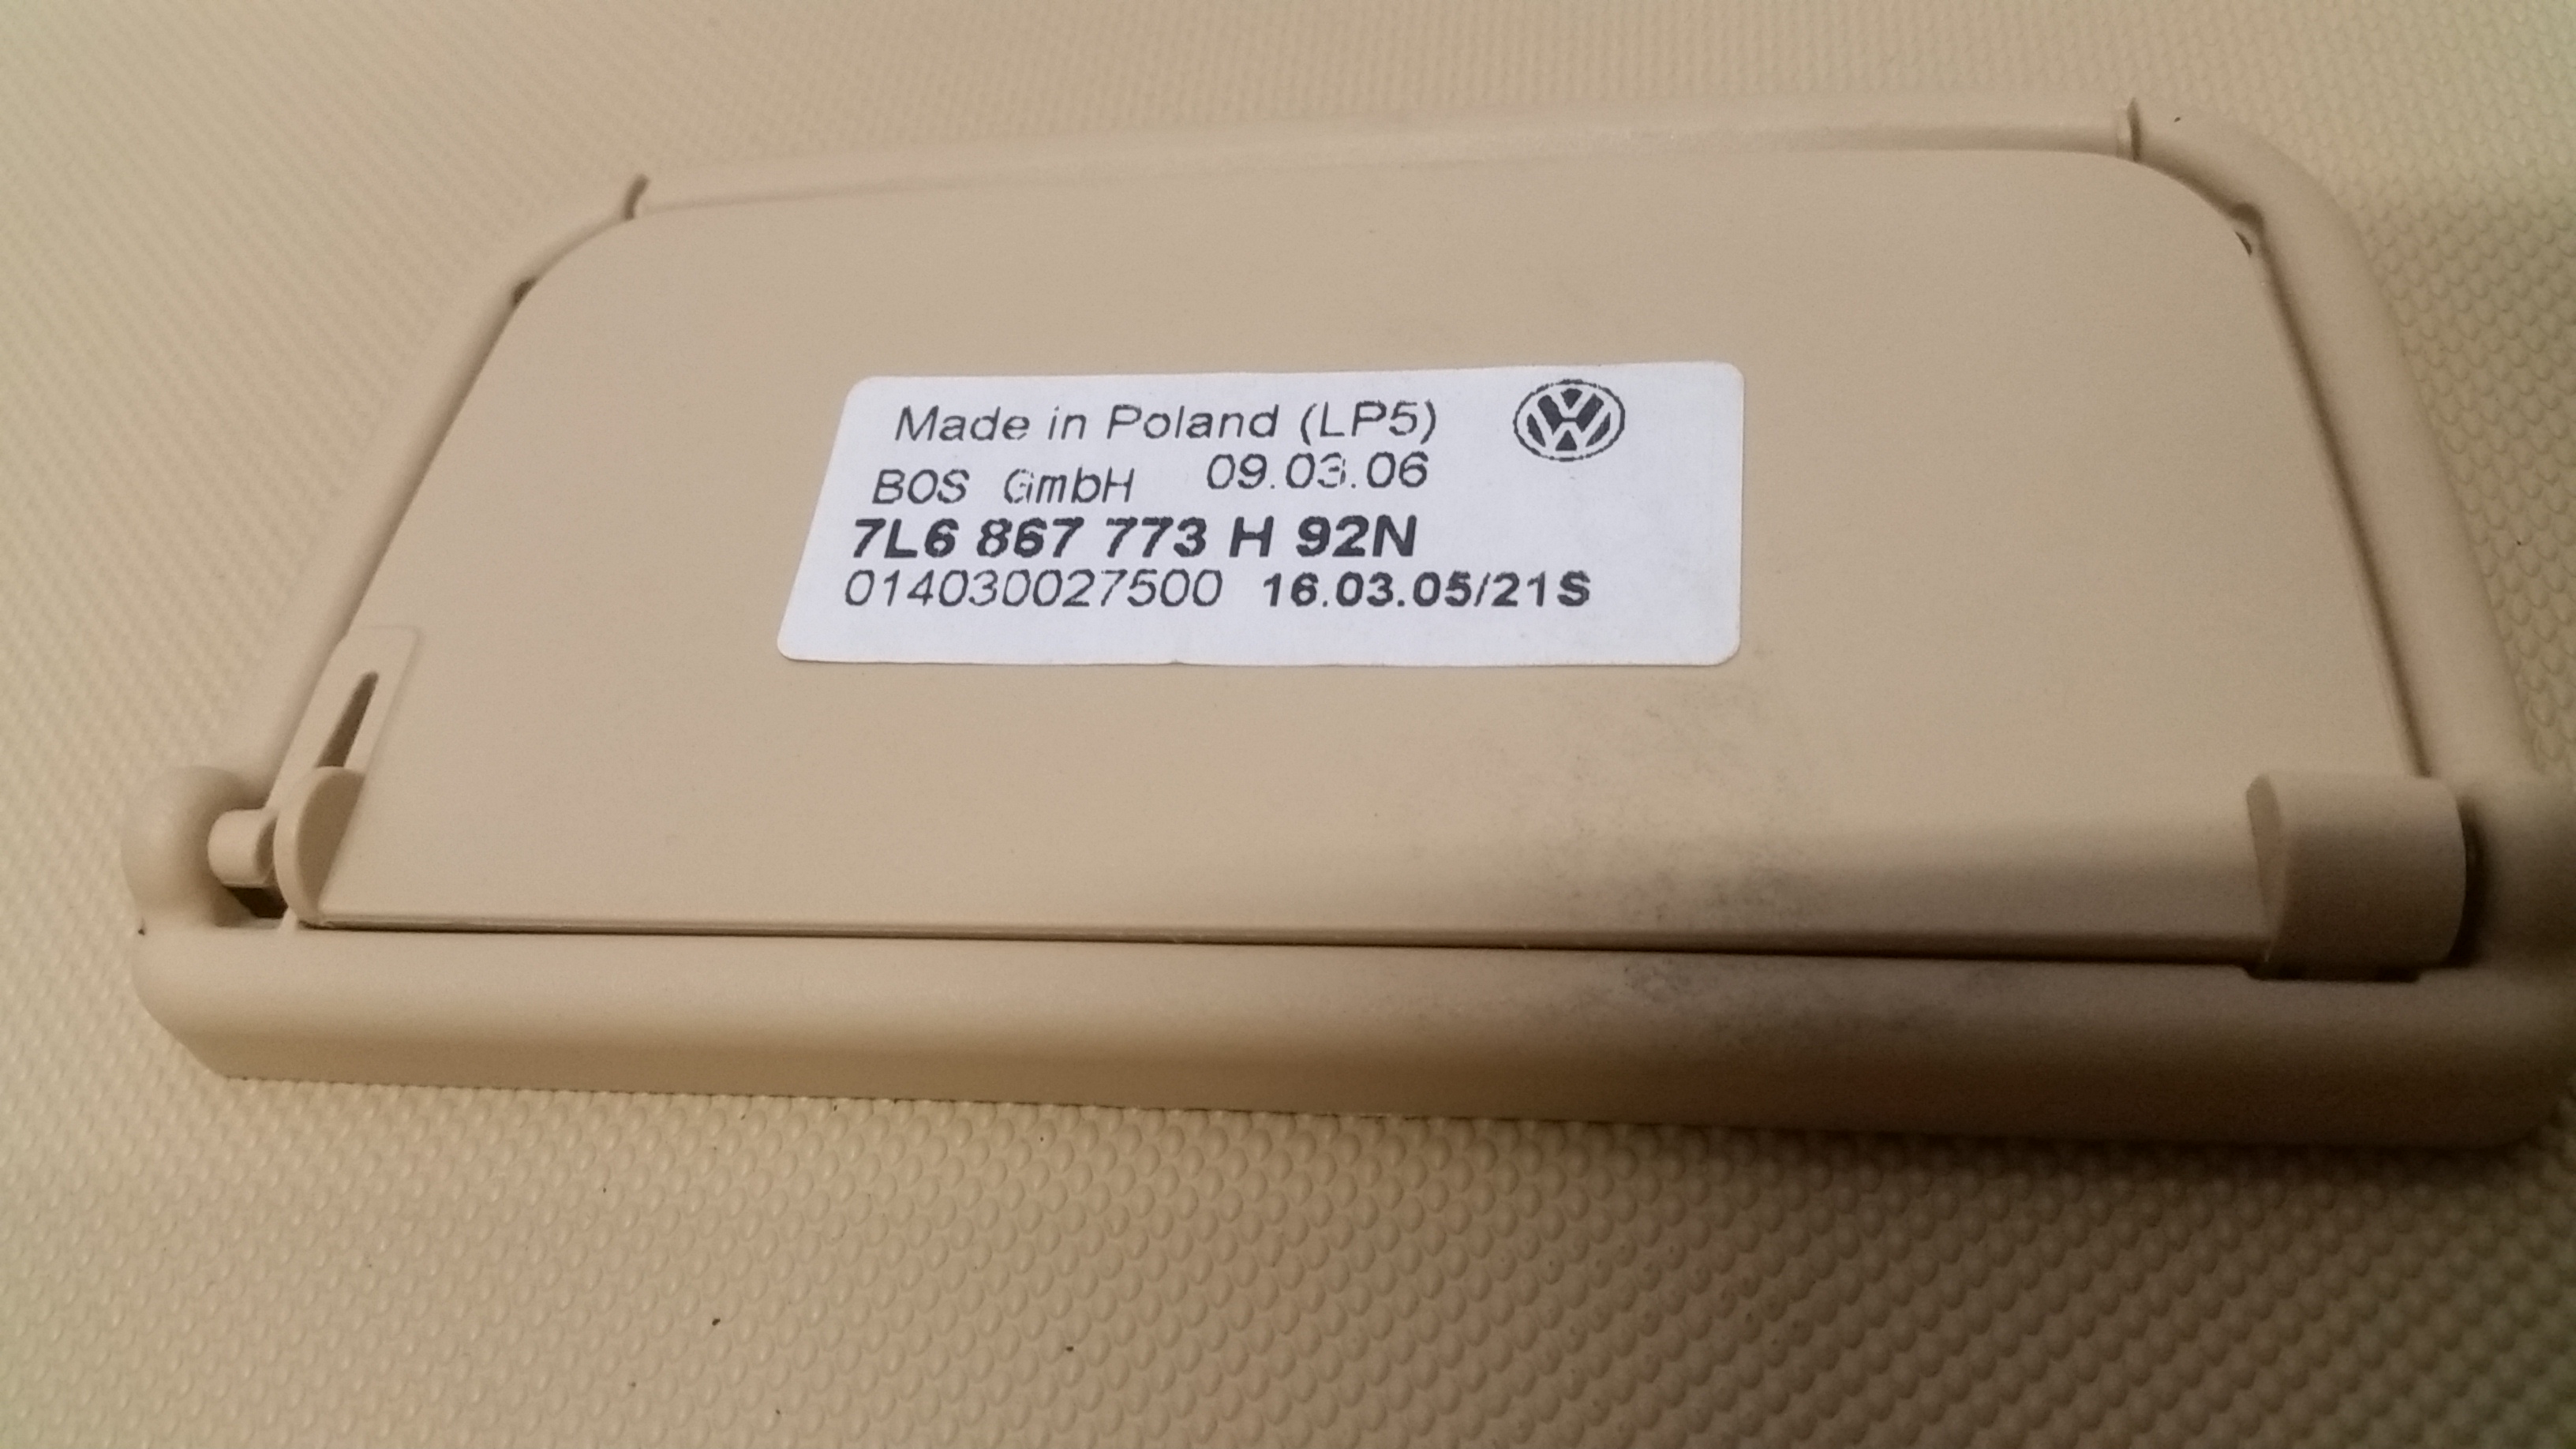 Made in Poland (LP5)
BOS GmbH 09.03.06
7L6 867 773 H 92N
014030027500 16.03.05/21S